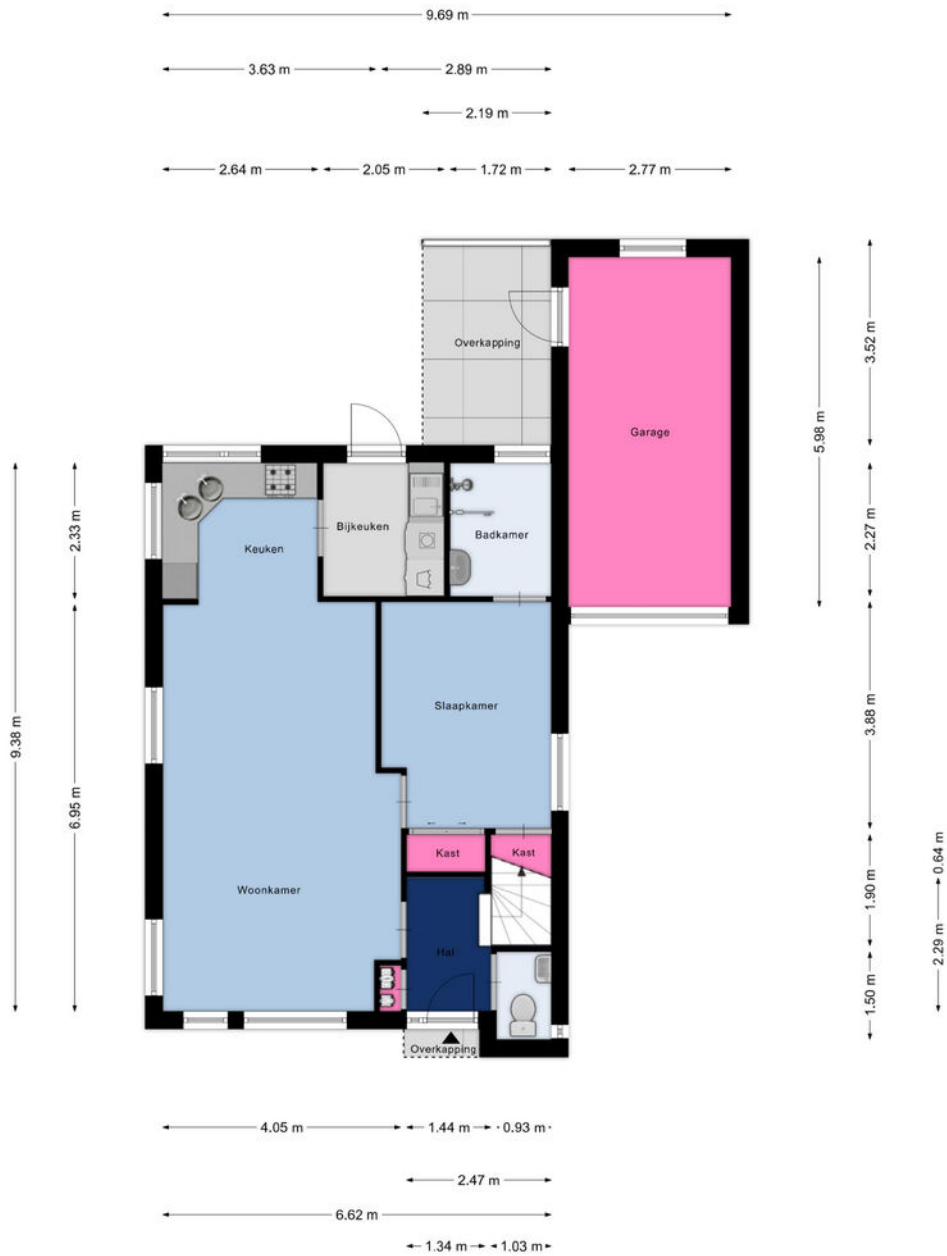 9.69 m
3.63 m
2.89 m
2.19 m
2.64 m
2.05 m
1.72 m
2.77 m
Overkapping
3.52 m
Garage
5.98 m
Bijkeuken
Badkamer
Keuken
2.33 m
2.27 m
Slaapkamer
3.88 m
9.38 m
6.95 m
Kast
Kast
Woonkamer
1.90 m
0.64 m
Hal
2.29 m
1.50 m
Overkapping
4.05 m
1.44 m
0.93 m
2.47 m
6.62 m
1.34 m
1.03 m